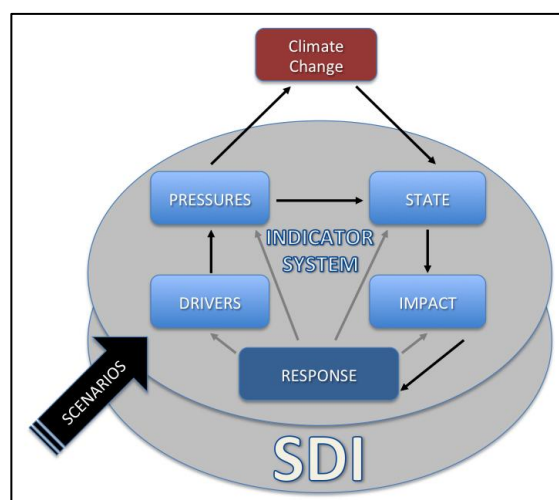 Climate
Change
PRESSURES
STATE
INDICATOR
SYSTEM
DRIVERS
IMPACT
RESPONSE
SCENARIOS
SDI